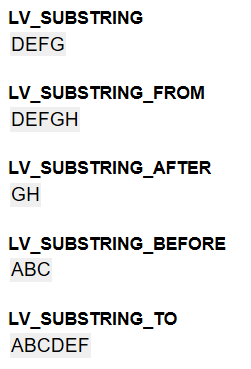 LV_SUBSTRING
DEFG
LV_SUBSTRING_FROM
DEFGH
LV_SUBSTRING_AFTER
GH
LV_SUBSTRING_BEFORE
ABC
LV_SUBSTRING_TO
ABCDEF